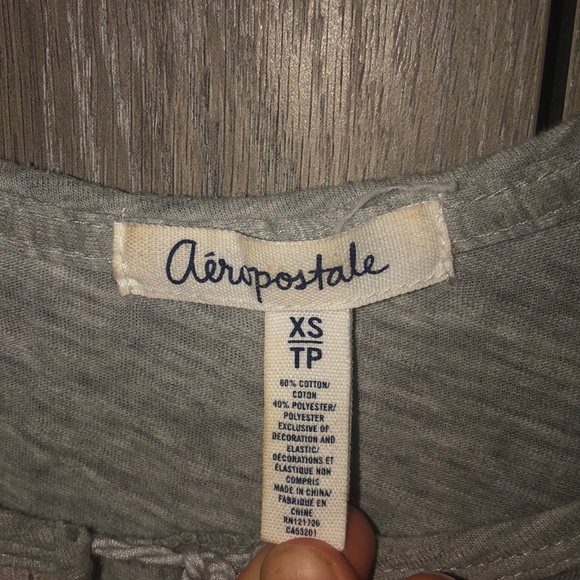 aéropostale
XS
TP
60% COTTON/
COTON
40% POLYESTER/
POLYESTER
EXCLUSIVE OF
DECORATION AND
ELASTIC/
DÉCORATIONS ET
ÉLASTIQUE NON
COMPRIS
MADE IN CHINA/
FABRIQUÉ EN
CHINE
RN121726
CA53201